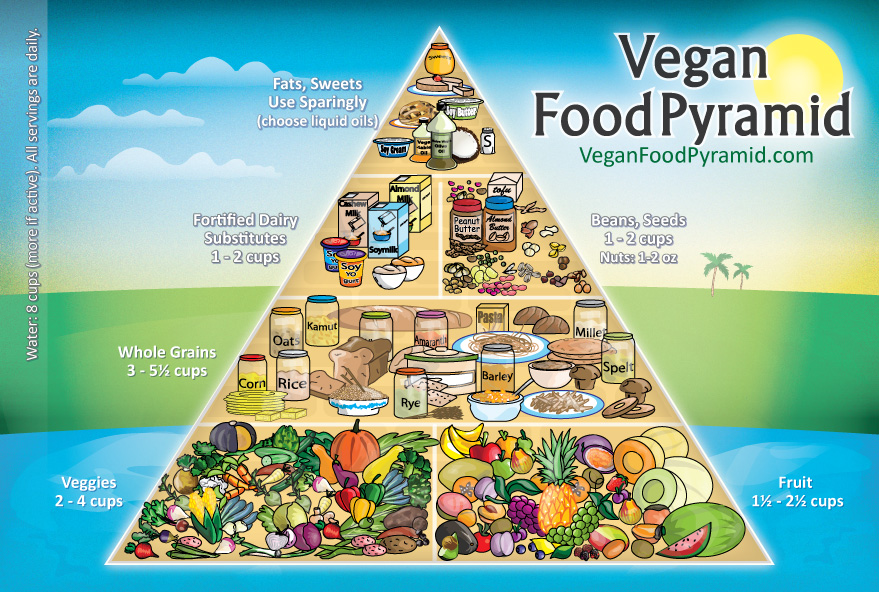 Vegan
Food Pyramid
VeganFoodPyramid.com
Water: 8 cups (more if active). All servings are daily.
Fats, Sweets
Use Sparingly
(choose liquid oils)
Soy Butter
Soy Cream
Oil
Oil
S
Fortified Dairy
Substitutes
1 - 2 cups
Almond
Milk
Cashew
Milk
Soymilk
Soy
YO
GURT
tofu
Peanut
Butter
Almond
Butter
Beans, Seeds
1 - 2 cups
Nuts: 1-2 oz
Whole Grains
3 - 5½ cups
Oats
Kamut
Amaranth
Pasta
Millet
Spelt
Corn
Rice
Rye
Barley
Veggies
2 - 4 cups
Fruit
1½ - 2½ cups